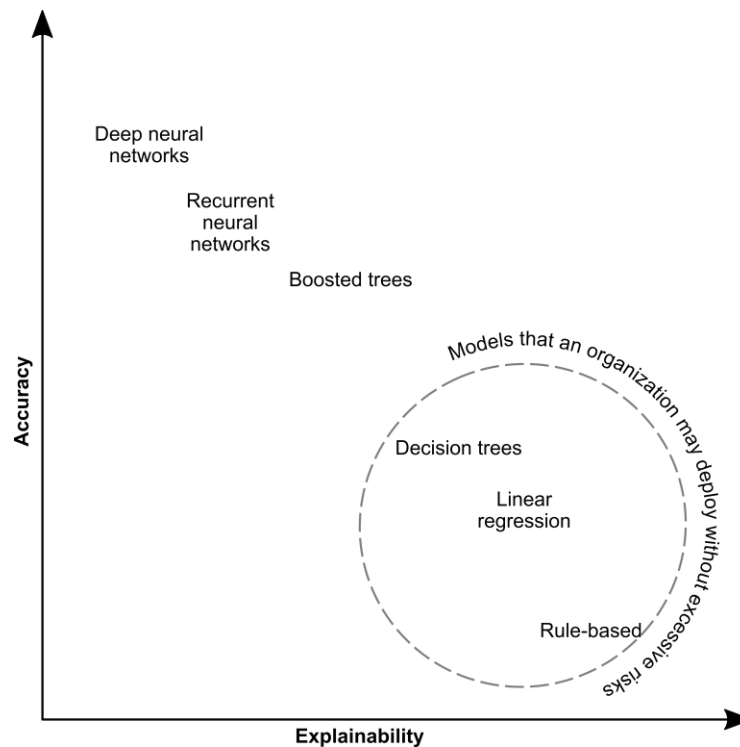 Deep neural
networks
Recurrent
neural
networks
Boosted trees
Models that an organization may deploy without excessive risks
Accuracy
Decision trees
Linear
regression
Rule-based
Explainability